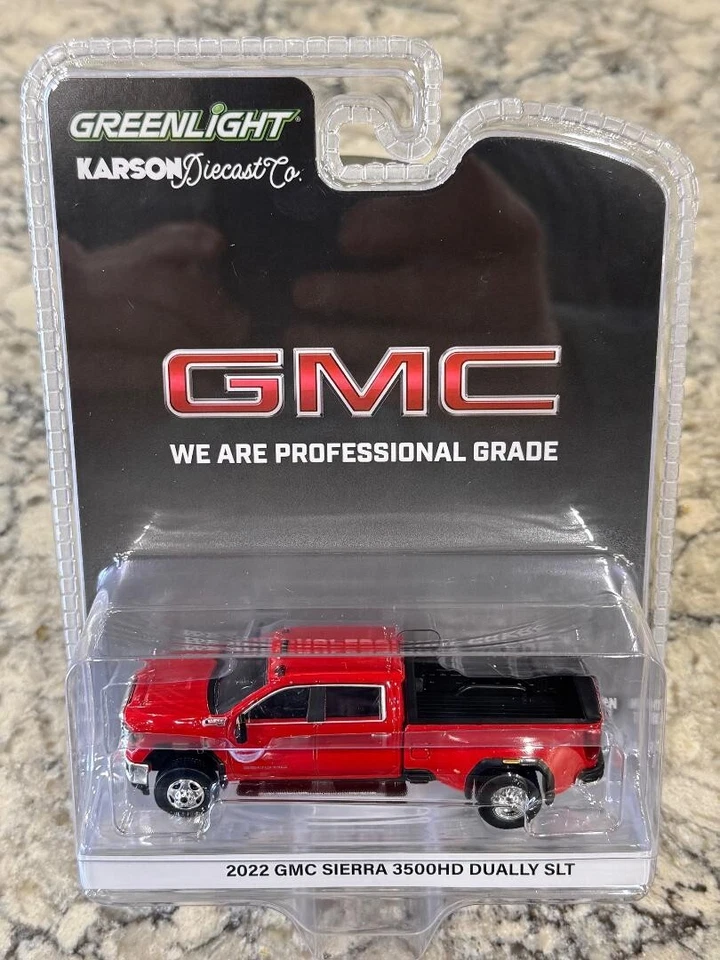 GREENLIGHT®
KARSON Diecast Co.
GMC
WE ARE PROFESSIONAL GRADE
2022 GMC SIERRA 3500HD DUALLY SLT